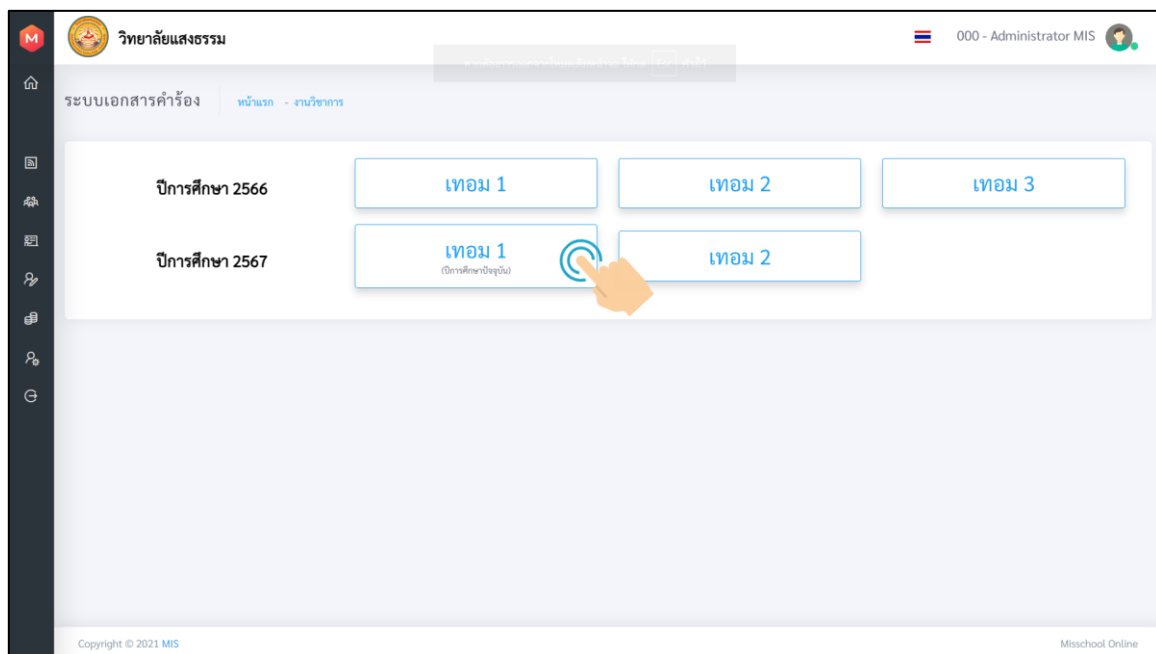 M
วิทยาลัยแสงธรรม
000 - Administrator MIS
ระบบเอกสารคำร้อง
หน้าแรก - งานวิชาการ
ปีการศึกษา 2566
เทอม 1
เทอม 2
เทอม 3
ปีการศึกษา 2567
เทอม 1
(ปีการศึกษาปัจจุบัน)
เทอม 2
Copyright © 2021 MIS
Misschool Online